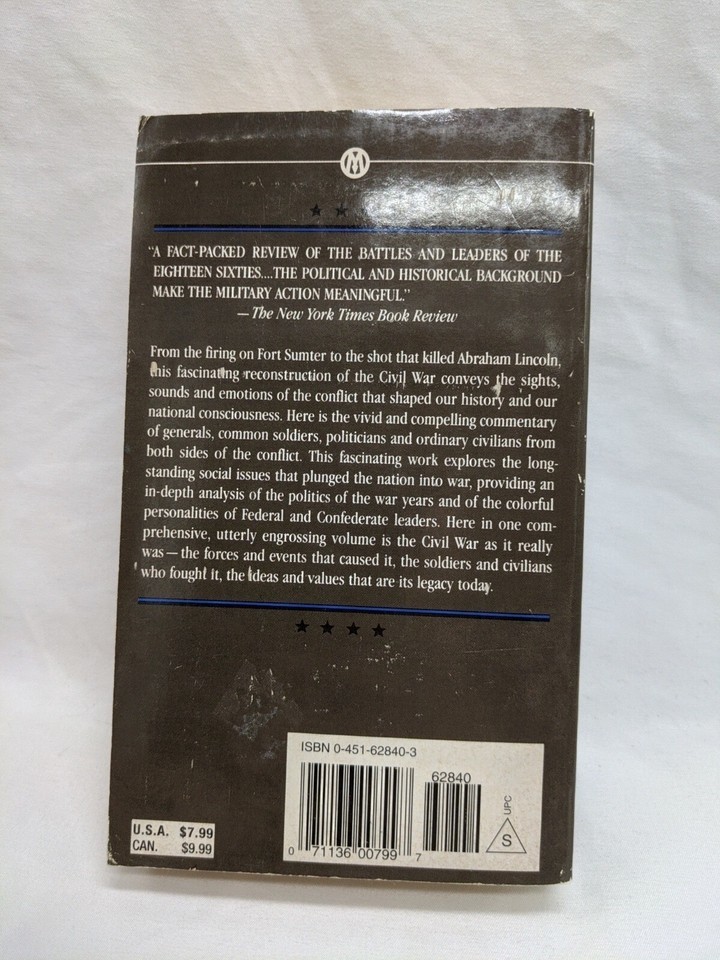 M
“A FACT-PACKED REVIEW OF THE BATTLES AND LEADERS OF THE
EIGHTEEN SIXTIES....THE POLITICAL AND HISTORICAL BACKGROUND
MAKE THE MILITARY ACTION MEANINGFUL.”
— The New York Times Book Review
From the firing on Fort Sumter to the shot that killed Abraham Lincoln,
this fascinating reconstruction of the Civil War conveys the sights,
sounds and emotions of the conflict that shaped our history and our
national consciousness. Here is the vivid and compelling commentary
of generals, common soldiers, politicians and ordinary civilians from
both sides of the conflict. This fascinating work explores the long-
standing social issues that plunged the nation into war, providing an
in-depth analysis of the politics of the war years and of the colorful
personalities of Federal and Confederate leaders. Here in one com-
prehensive, utterly engrossing volume is the Civil War as it really
was — the forces and events that caused it, the soldiers and civilians
who fought it, the ideas and values that are its legacy today.
ISBN 0-451-62840-3
62840
UPC
S
0 71136 00799 7
U.S.A. $7.99
CAN. $9.99